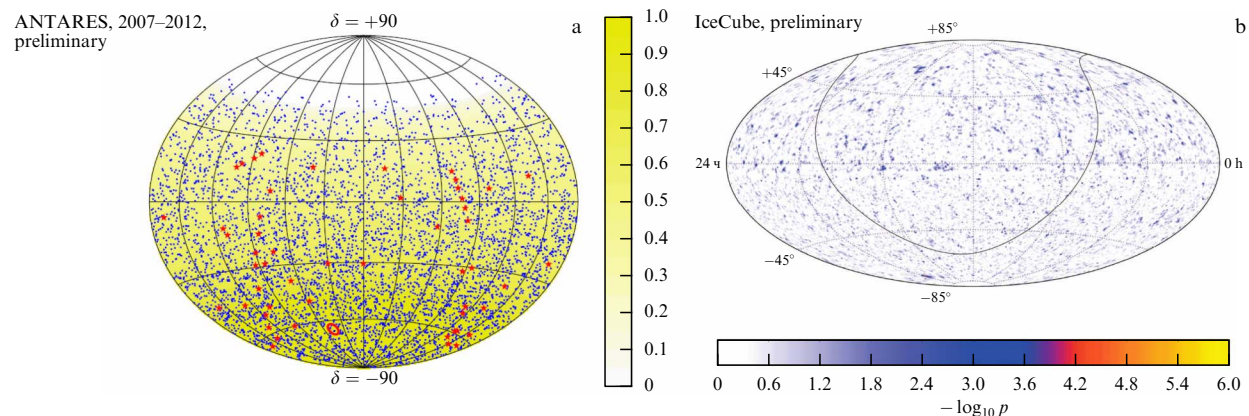 ANTARES, 2007–2012,
preliminary
δ = +90
a
δ = −90
1.0
0.9
0.8
0.7
0.6
0.5
0.4
0.3
0.2
0.1
0
IceCube, preliminary
b
+85°
+45°
24 ч
0 h
−45°
−85°
0 0.6 1.2 1.8 2.4 3.0 3.6 4.2 4.8 5.4 6.0
− log₁₀ p